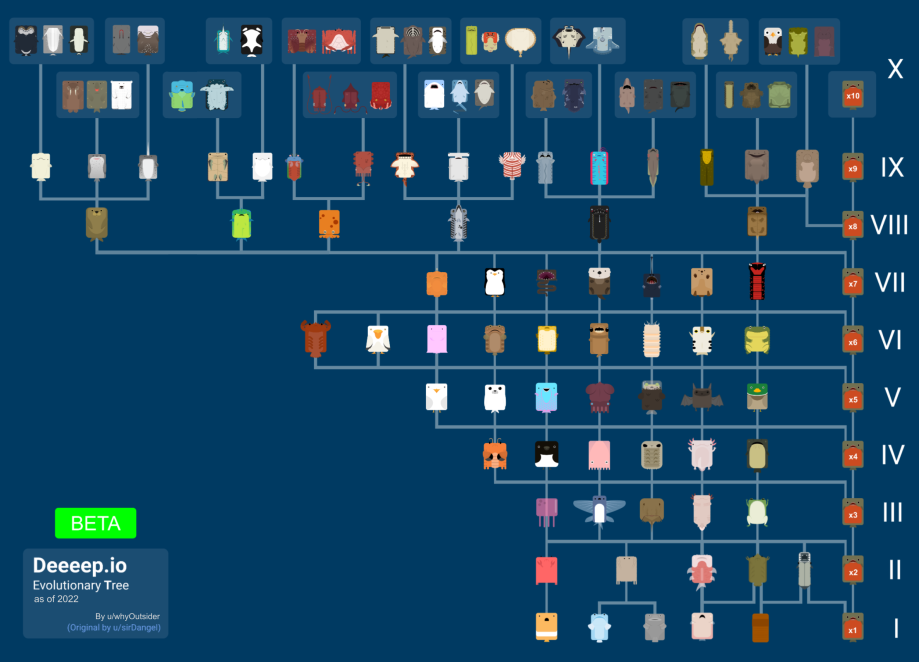 X
x10
x9
IX
x8
VIII
x7
VII
x6
VI
x5
V
x4
IV
x3
III
BETA
Deeeep.io
Evolutionary Tree
as of 2022
By u/whyOutsider
(Original by u/sirDangel)
x2
II
x1
I